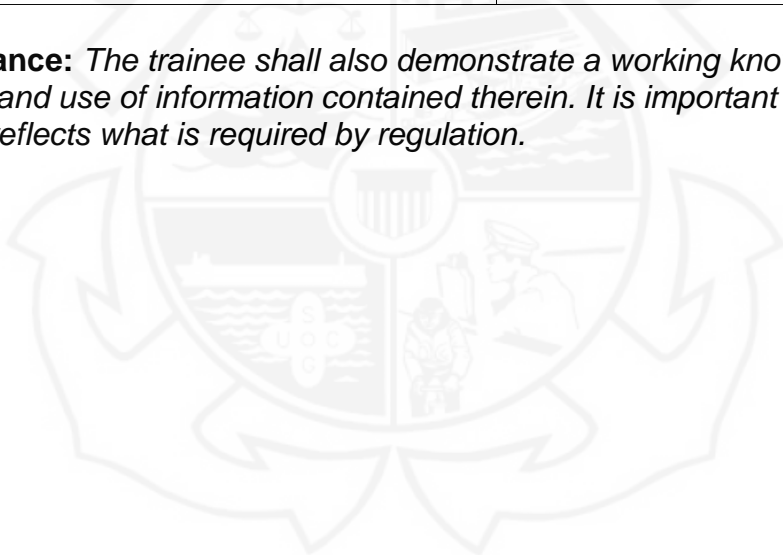 ance: The trainee shall also demonstrate a working kno
and use of information contained therein. It is important
reflects what is required by regulation.
S
U O C
G